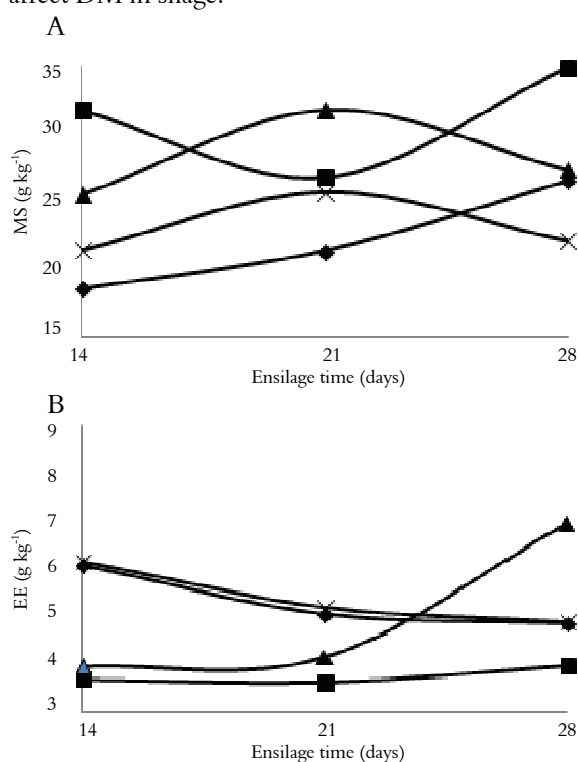 affect DM in silage.
A
35
30
25
20
15
MS (g kg⁻¹)
14 21 28
Ensilage time (days)
B
9
8
7
6
5
4
3
EE (g kg⁻¹)
14 21 28
Ensilage time (days)